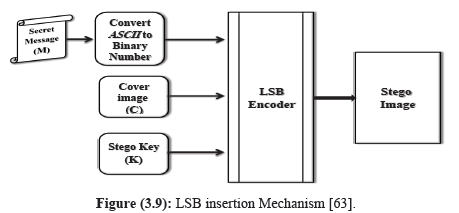 Secret
Message
(M)
Convert
ASCII to
Binary
Number
Cover
image
(C)
Stego Key
(K)
LSB
Encoder
Stego
Image
Figure (3.9): LSB insertion Mechanism [63].